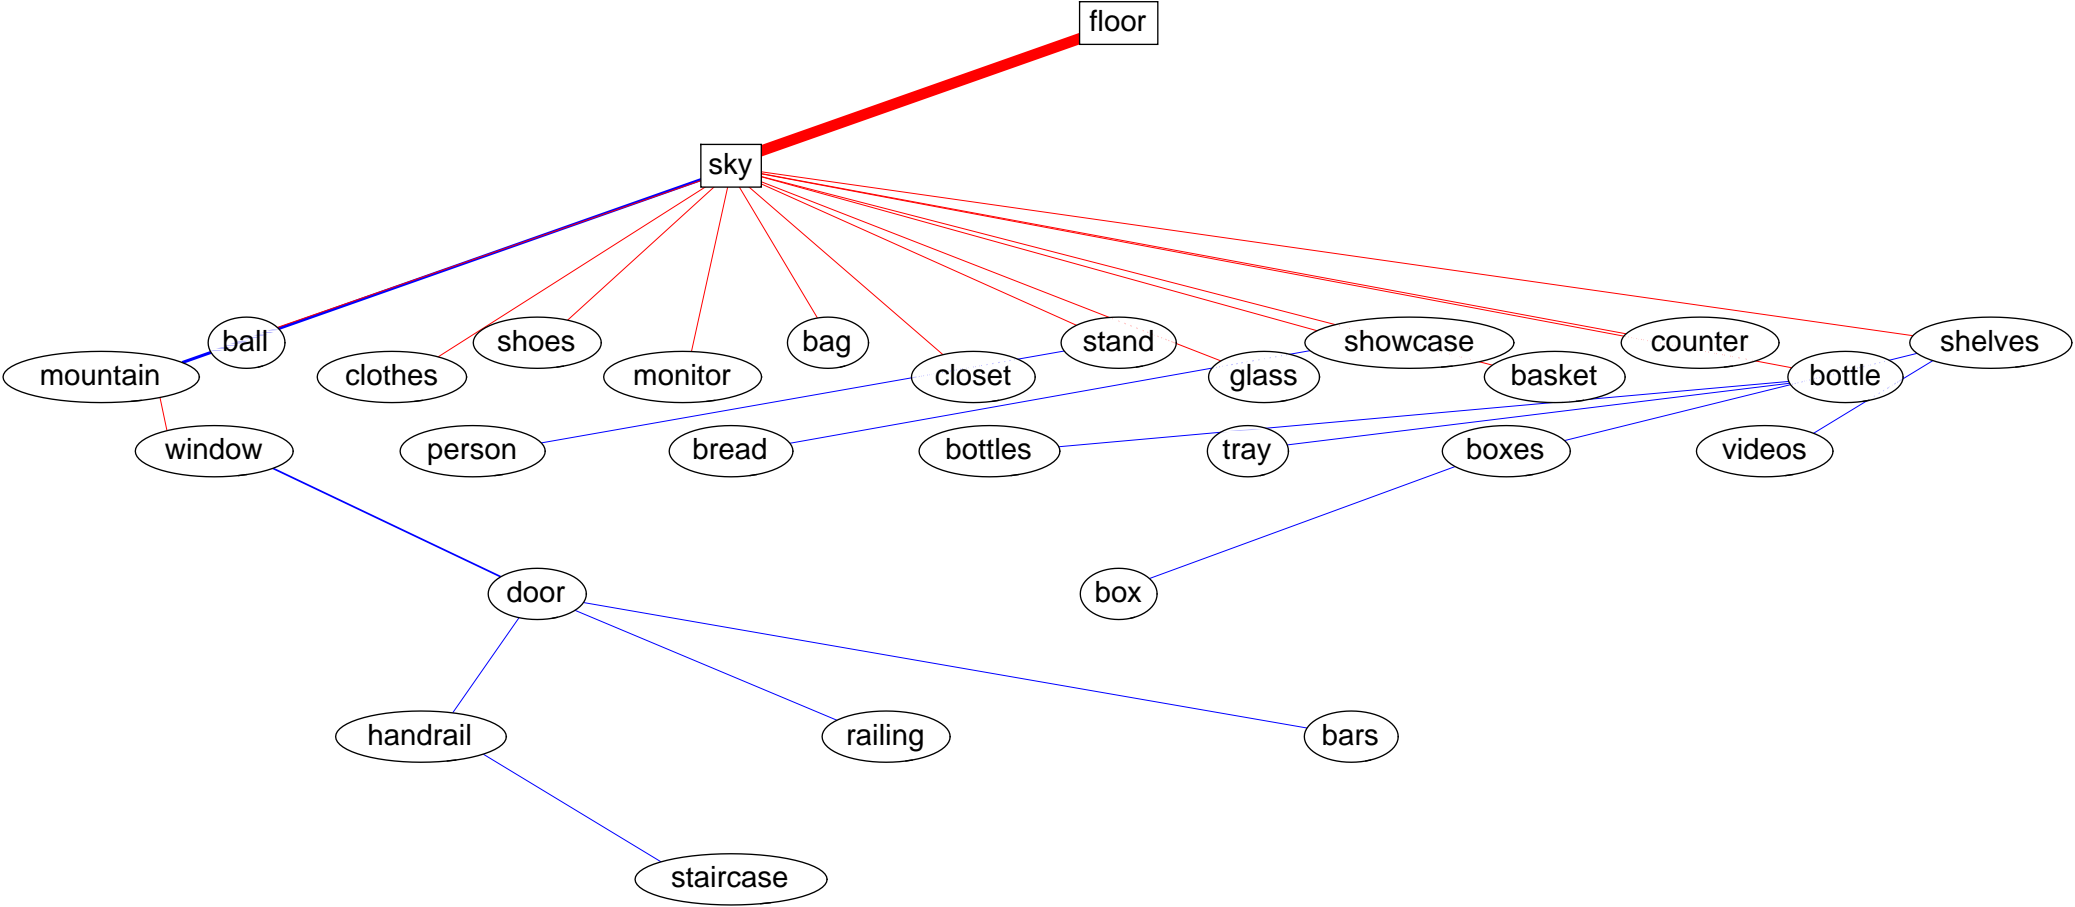 floor
sky
ball
shoes
bag
stand
showcase
counter
shelves
mountain
clothes
monitor
closet
glass
basket
bottle
window
person
bread
bottles
tray
boxes
videos
door
box
handrail
railing
bars
staircase